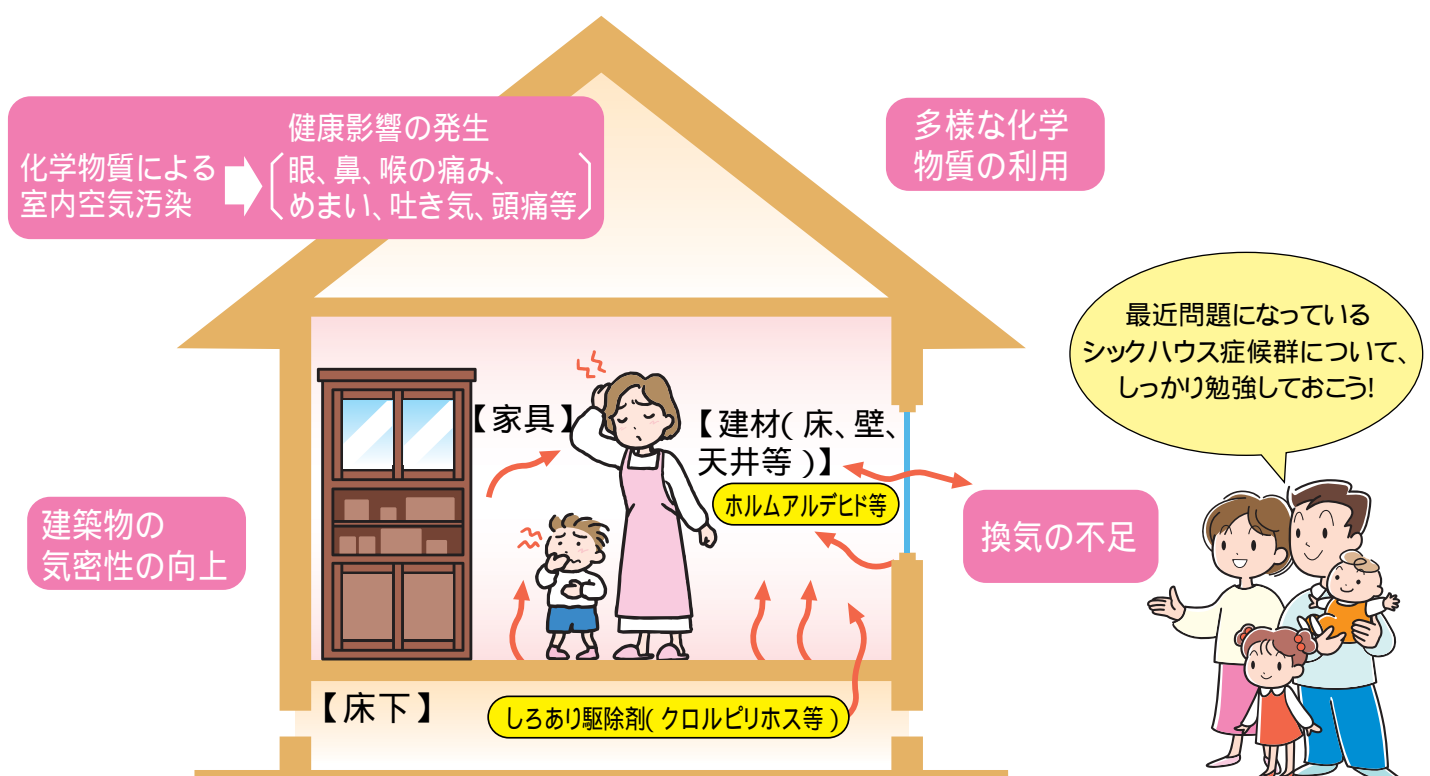 健康影響の発生
化学物質による
室内空気汚染
眼、鼻、喉の痛み、
めまい、吐き気、頭痛等
多様な化学
物質の利用
最近問題になっている
シックハウス症候群について、
しっかり勉強しておこう!
【家具】
【建材(床、壁、
天井等)】
ホルムアルデヒド等
建築物の
気密性の向上
換気の不足
【床下】
しろあり駆除剤(クロルピリホス等)